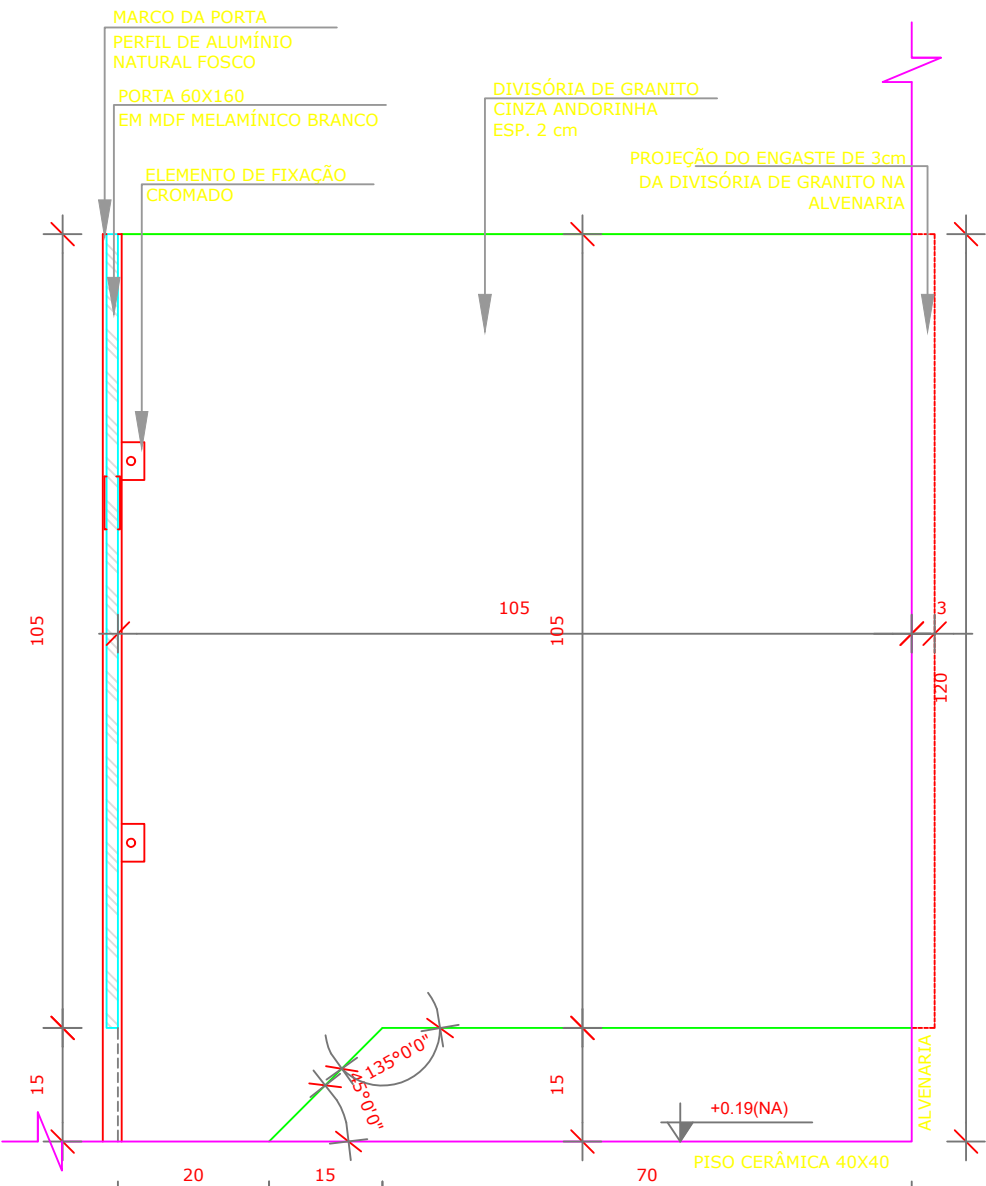 MARCO DA PORTA
PERFIL DE ALUMÍNIO
NATURAL FOSCO
PORTA 60X160
EM MDF MELAMÍNICO BRANCO
ELEMENTO DE FIXAÇÃO
CROMADO
DIVISÓRIA DE GRANITO
CINZA ANDORINHA
ESP. 2 cm
PROJEÇÃO DO ENGASTE DE 3cm
DA DIVISÓRIA DE GRANITO NA
ALVENARIA
105
105
105
3
120
15
135°0'0"
45°0'0"
15
+0.19(NA)
ALVENARIA
PISO CERÂMICA 40X40
20
15
70